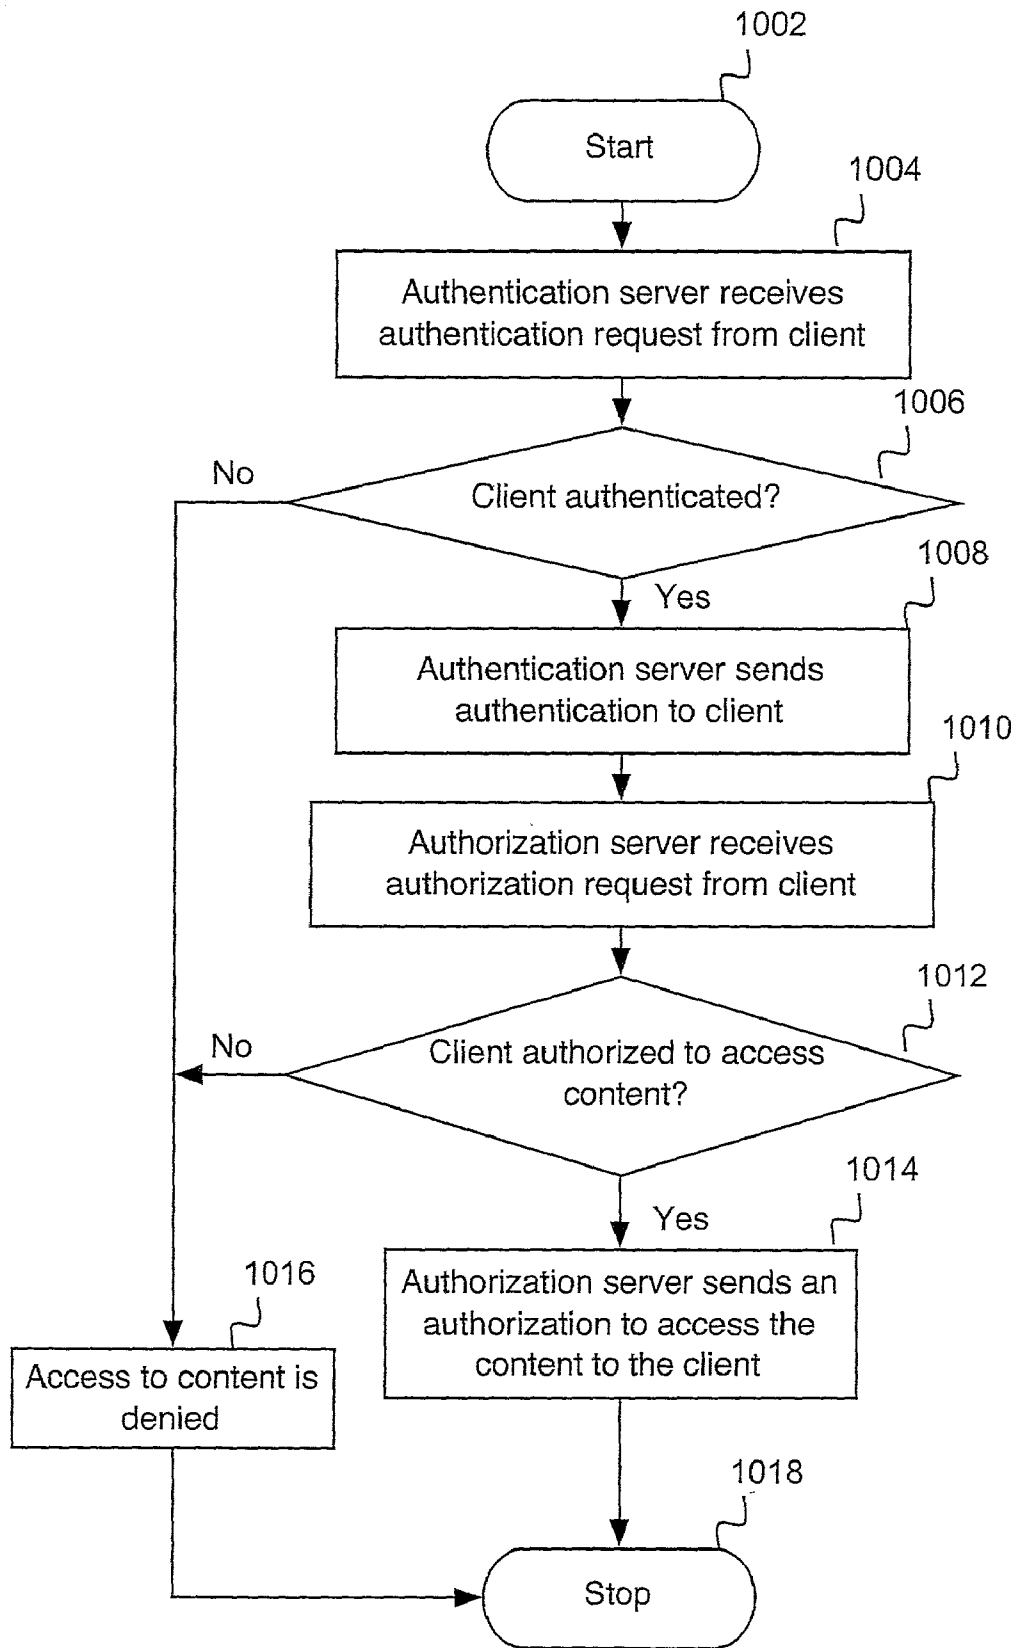 1002
Start
1004
Authentication server receives
authentication request from client
1006
No
Client authenticated?
1008
Yes
Authentication server sends
authentication to client
1010
Authorization server receives
authorization request from client
1012
No
Client authorized to access
content?
1014
Yes
Authorization server sends an
authorization to access the
content to the client
1016
Access to content is
denied
1018
Stop